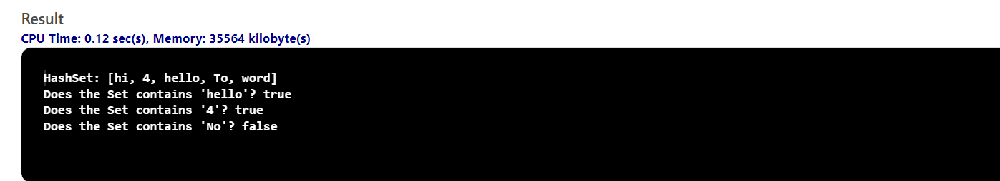 Result
CPU Time: 0.12 sec(s), Memory: 35564 kilobyte(s)
HashSet: [hi, 4, hello, To, word]
Does the Set contains 'hello'? true
Does the Set contains '4'? true
Does the Set contains 'No'? false